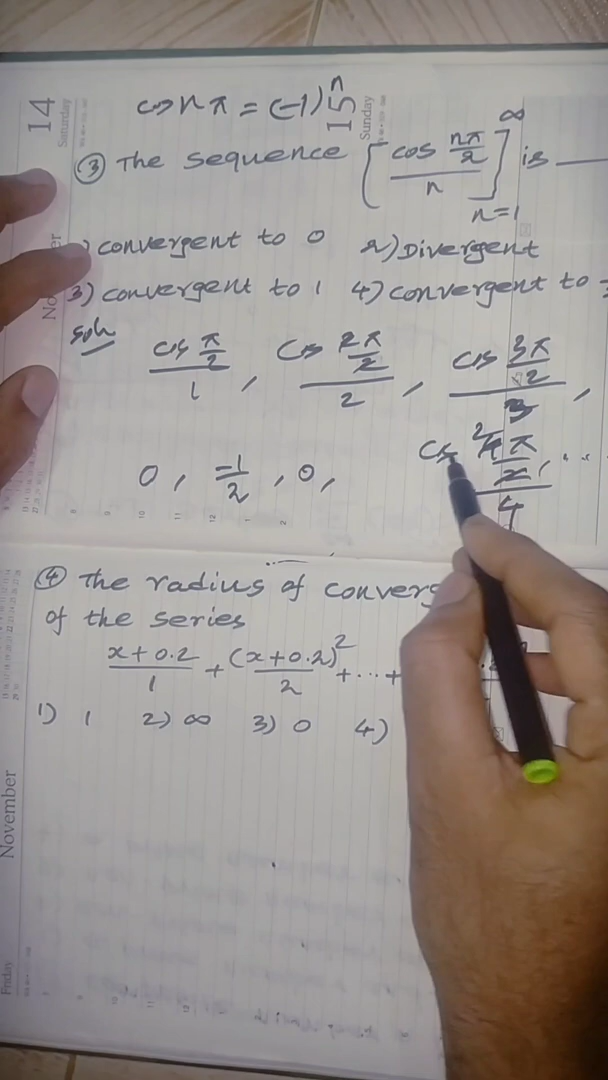 14 Saturday
15 Sunday
cos nπ = (-1)ⁿ
③ The sequence [cos nπ/2 / n]^∞ n=1 is ___
) convergent to 0 2) Divergent
3) convergent to 1 4) convergent to
Soln
cos π/2 / 1 , cos 2π/2 / 2 , cos 3π/2 / 3 ,
cos 4π/2 / 4 , ...
0 , -1/2 , 0 ,
④ The radius of converg
of the series
x+0.2 / 1 + (x+0.2)² / 2 + ... +
1) 1 2) ∞ 3) 0 4)
November
Friday